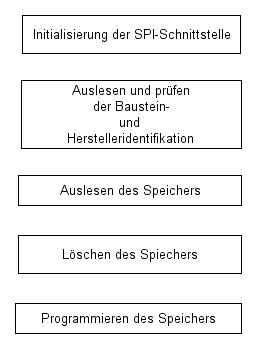 Initialisierung der SPI-Schnittstelle
Auslesen und prüfen
der Baustein-
und
Herstelleridentifikation
Auslesen des Speichers
Löschen des Spiechers
Programmieren des Speichers